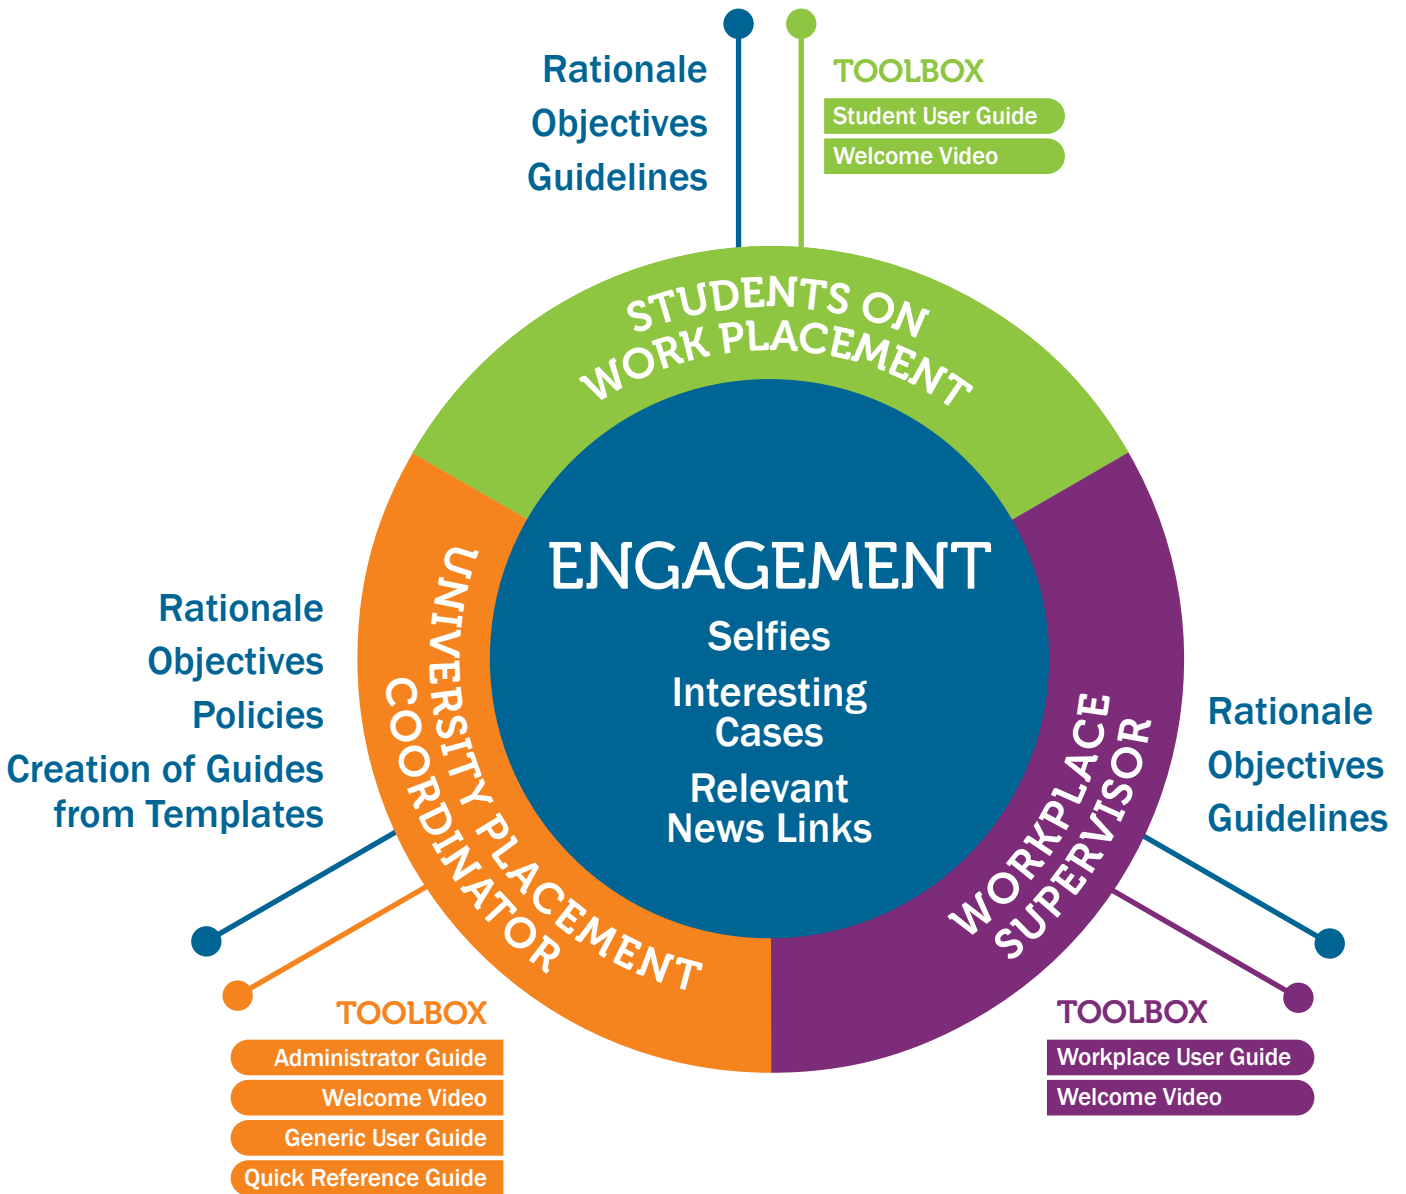 Rationale
Objectives
Guidelines
TOOLBOX
Student User Guide
Welcome Video
STUDENTS ON
WORK PLACEMENT
ENGAGEMENT
Selfies
Interesting
Cases
Relevant
News Links
UNIVERSITY PLACEMENT
COORDINATOR
Rationale
Objectives
Policies
Creation of Guides
from Templates
TOOLBOX
Administrator Guide
Welcome Video
Generic User Guide
Quick Reference Guide
WORKPLACE
SUPERVISOR
Rationale
Objectives
Guidelines
TOOLBOX
Workplace User Guide
Welcome Video